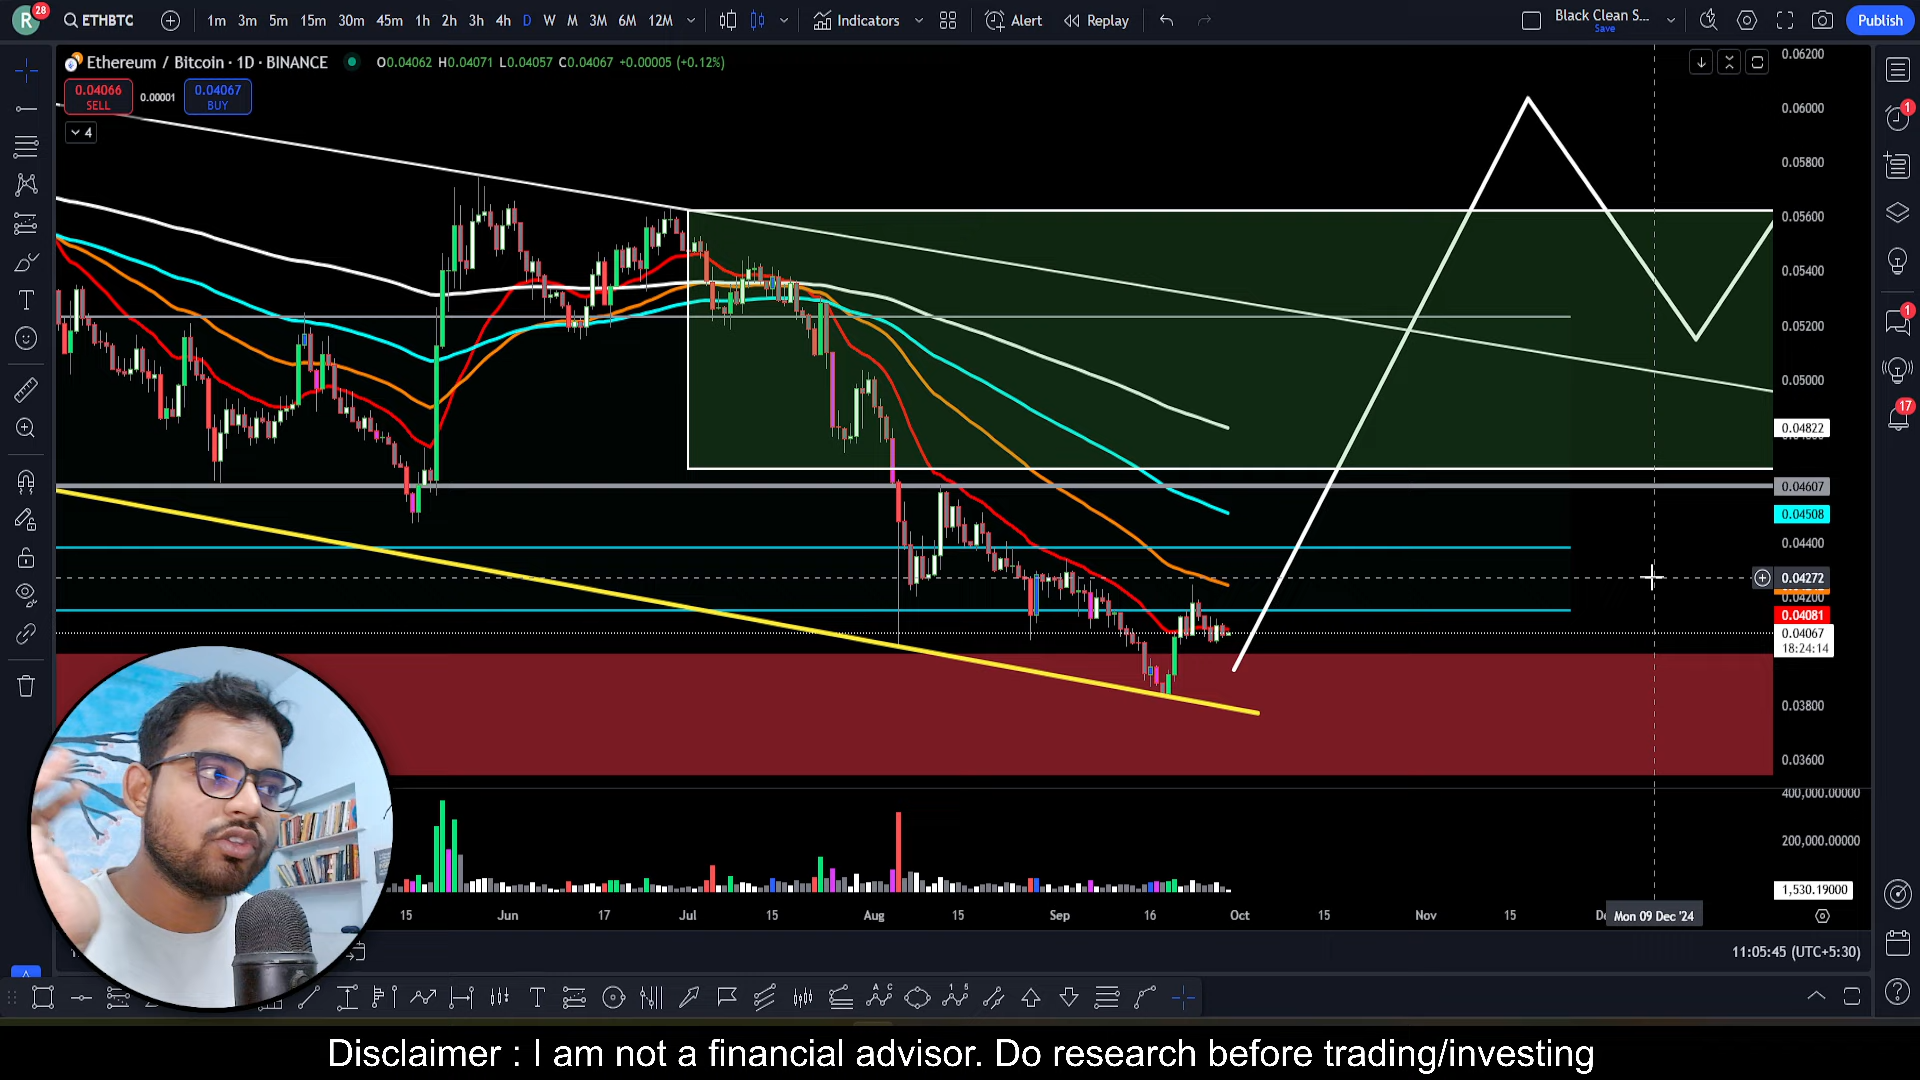 R
28
ETHBTC
1m 3m 5m 15m 30m 45m 1h 2h 3h 4h D W M 3M 6M 12M
Indicators
Alert
Replay
Black Clean S...
Save
Publish
Ethereum / Bitcoin · 1D · BINANCE
O0.04062 H0.04071 L0.04057 C0.04067 +0.00005 (+0.12%)
0.04066
SELL
0.00001
0.04067
BUY
4
0.06200
0.06000
0.05800
0.05600
0.05400
0.05200
0.05000
0.04822
0.04607
0.04508
0.04400
0.04272
0.04200
0.04081
0.04067
18:24:14
0.03800
0.03600
400,000.00000
200,000.00000
1,530.19000
1
1
17
15 Jun 17 Jul 15 Aug 15 Sep 16 Oct 15 Nov 15
Mon 09 Dec '24
11:05:45 (UTC+5:30)
Disclaimer : I am not a financial advisor. Do research before trading/investing